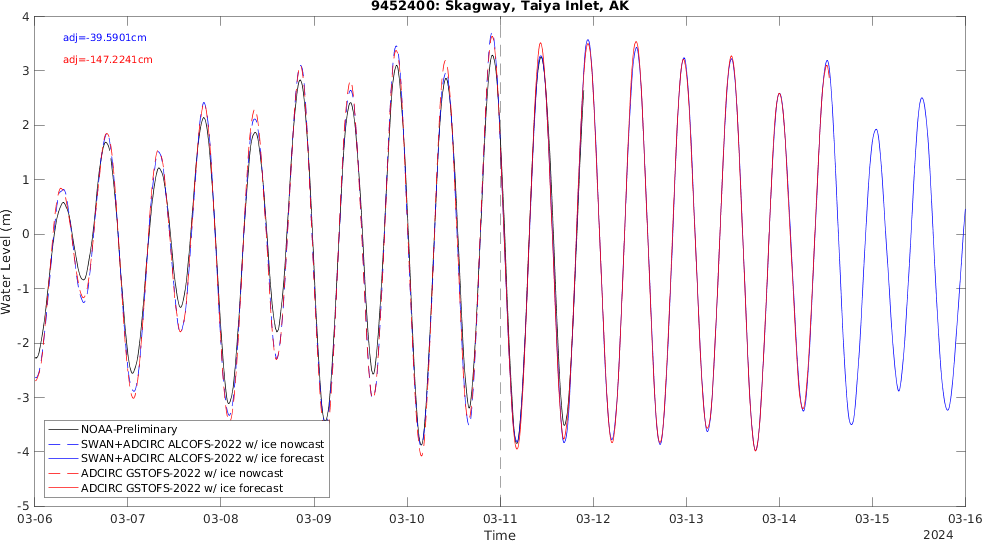 9452400: Skagway, Taiya Inlet, AK
adj=-39.5901cm
adj=-147.2241cm
Water Level (m)
4
3
2
1
0
-1
-2
-3
-4
-5
NOAA-Preliminary
SWAN+ADCIRC ALCOFS-2022 w/ ice nowcast
SWAN+ADCIRC ALCOFS-2022 w/ ice forecast
ADCIRC GSTOFS-2022 w/ ice nowcast
ADCIRC GSTOFS-2022 w/ ice forecast
03-06 03-07 03-08 03-09 03-10 03-11 03-12 03-13 03-14 03-15 03-16
Time
2024